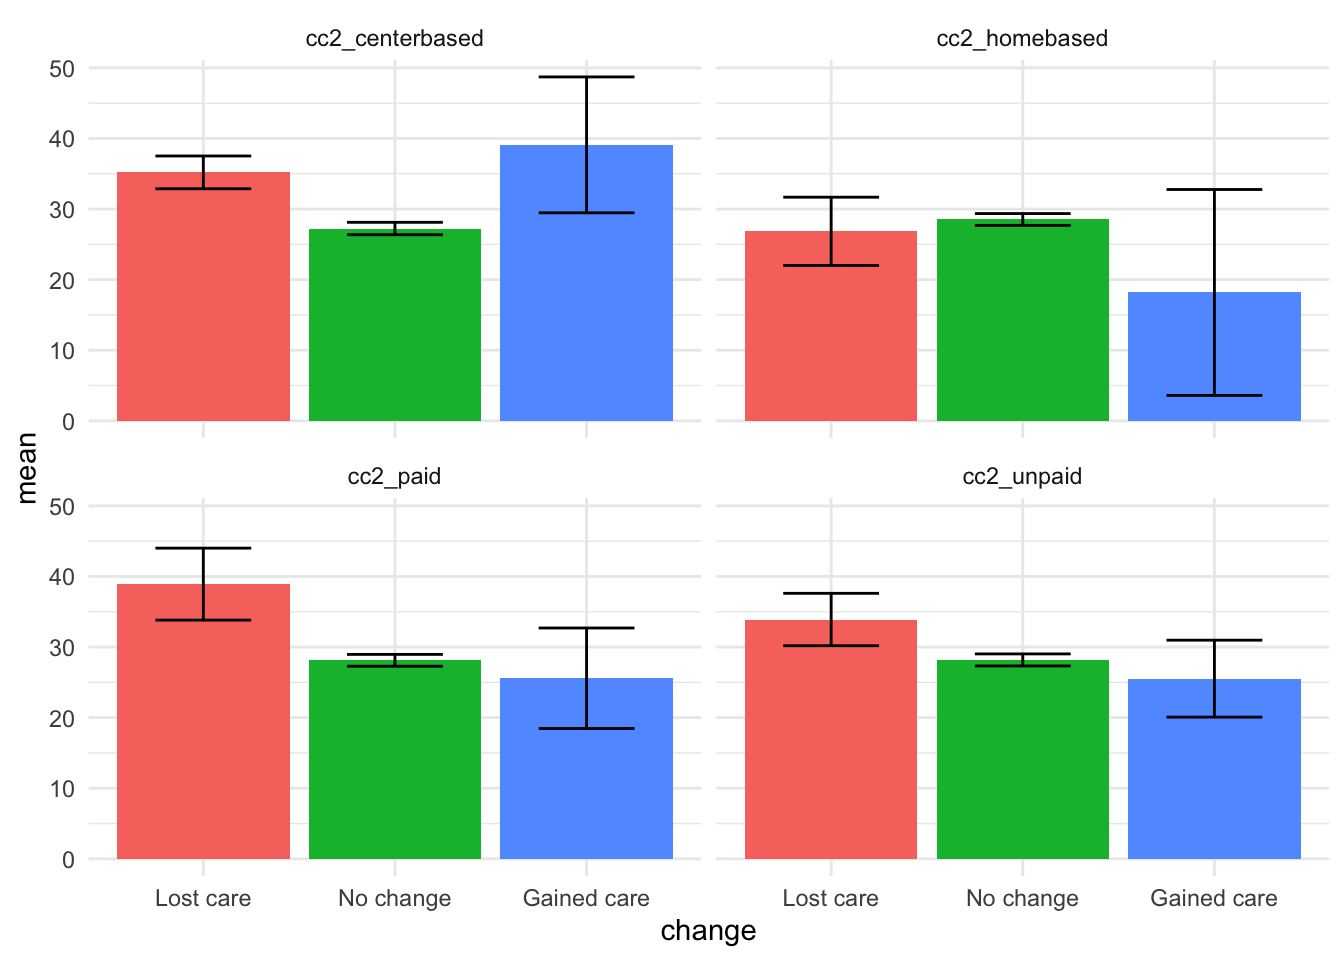 cc2_centerbased
cc2_homebased
50
40
30
20
10
0
mean
cc2_paid
cc2_unpaid
50
40
30
20
10
0
Lost care
No change
Gained care
Lost care
No change
Gained care
change